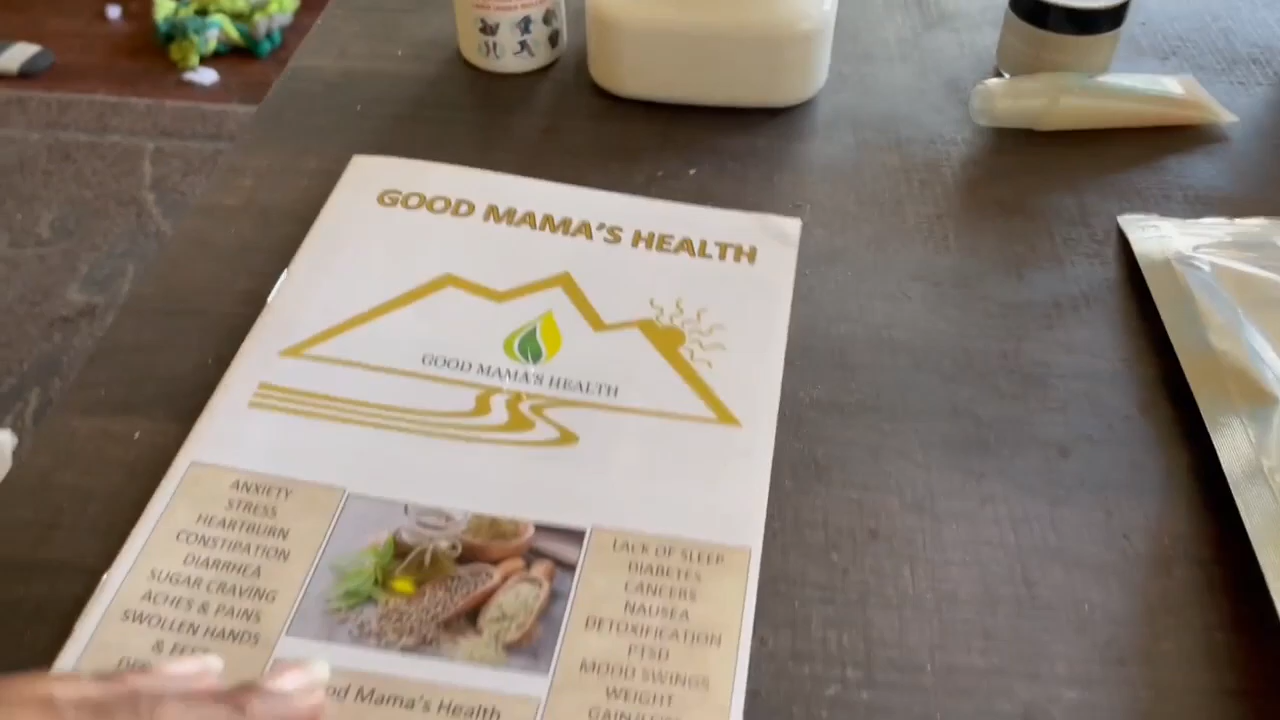 GOOD MAMA'S HEALTH
GOOD MAMA'S HEALTH
ANXIETY
STRESS
HEARTBURN
CONSTIPATION
DIARRHEA
SUGAR CRAVING
ACHES & PAINS
SWOLLEN HANDS
& FEET
LACK OF SLEEP
DIABETES
CANCERS
NAUSEA
DETOXIFICATION
PTSD
MOOD SWINGS
WEIGHT
Mama's Health